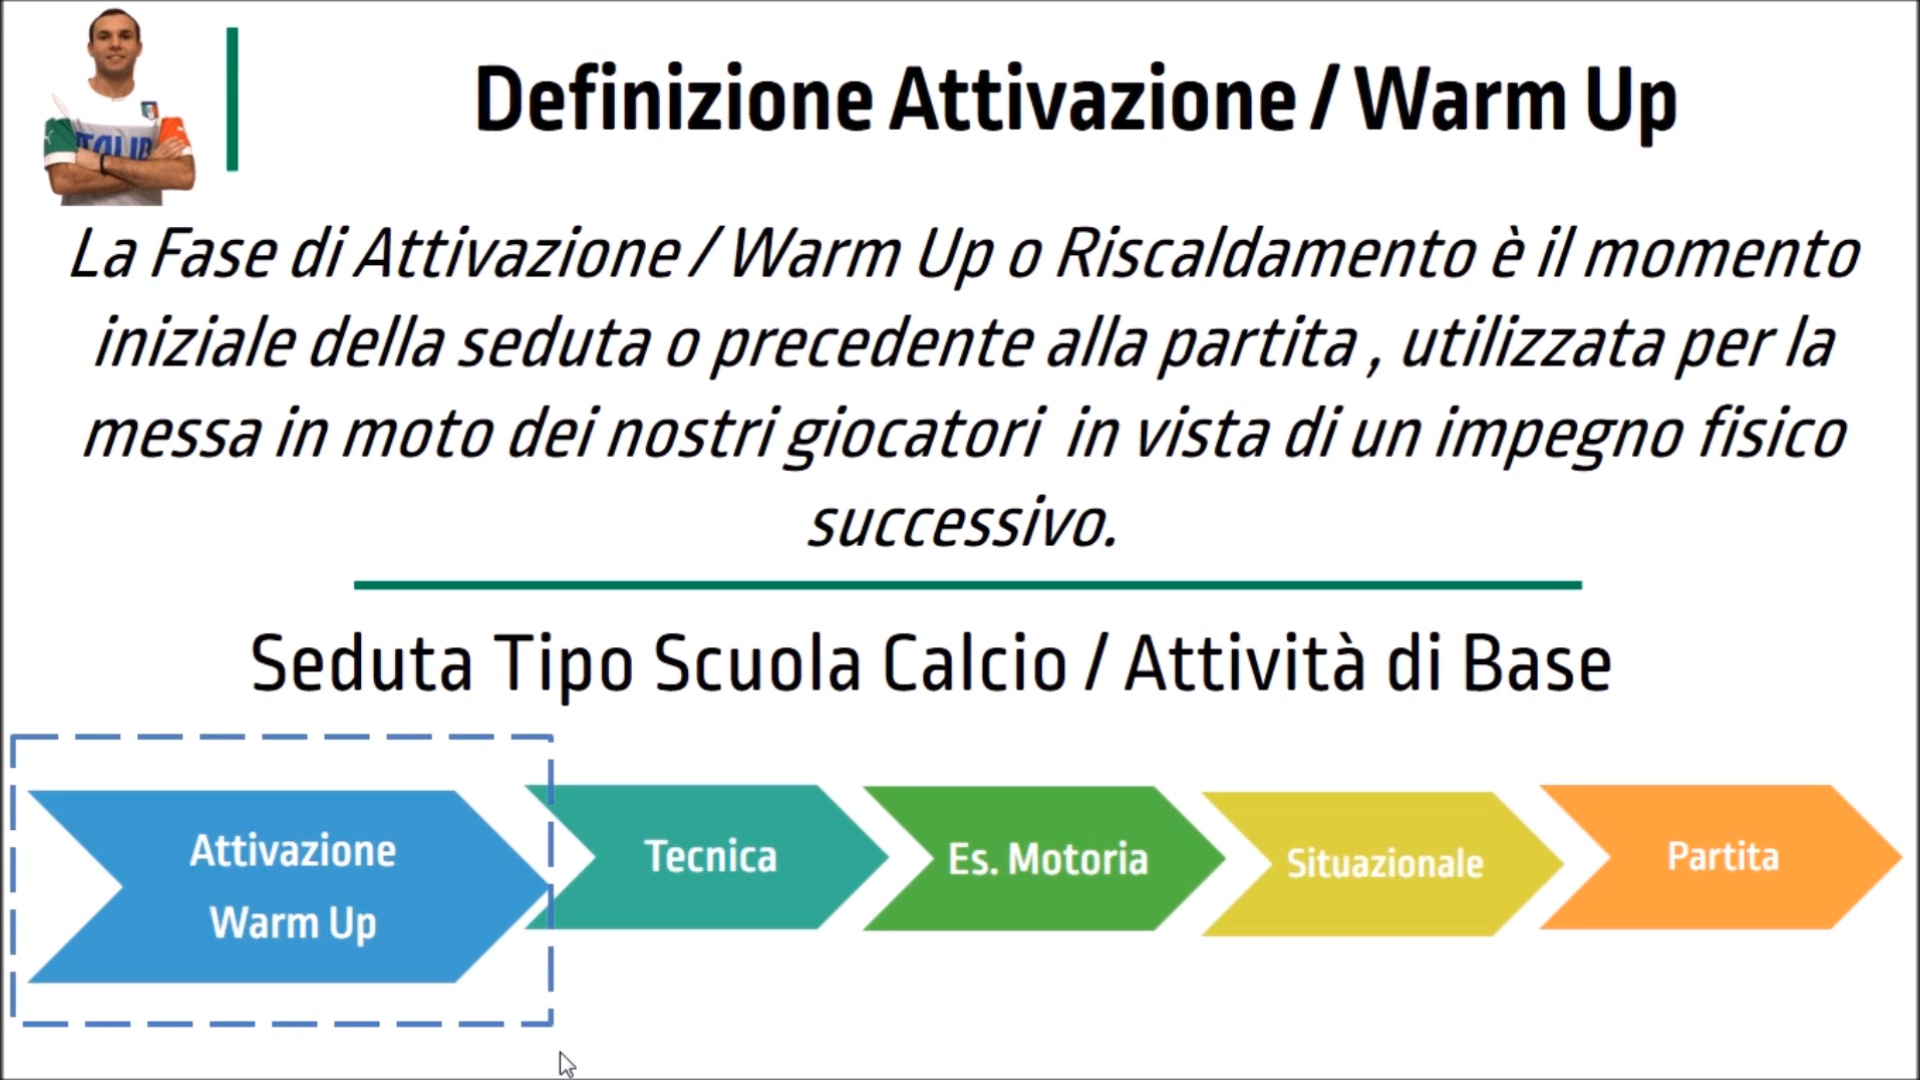 Definizione Attivazione / Warm Up
La Fase di Attivazione / Warm Up o Riscaldamento è il momento
iniziale della seduta o precedente alla partita , utilizzata per la
messa in moto dei nostri giocatori in vista di un impegno fisico
successivo.
Seduta Tipo Scuola Calcio / Attività di Base
Attivazione
Warm Up
Tecnica
Es. Motoria
Situazionale
Partita